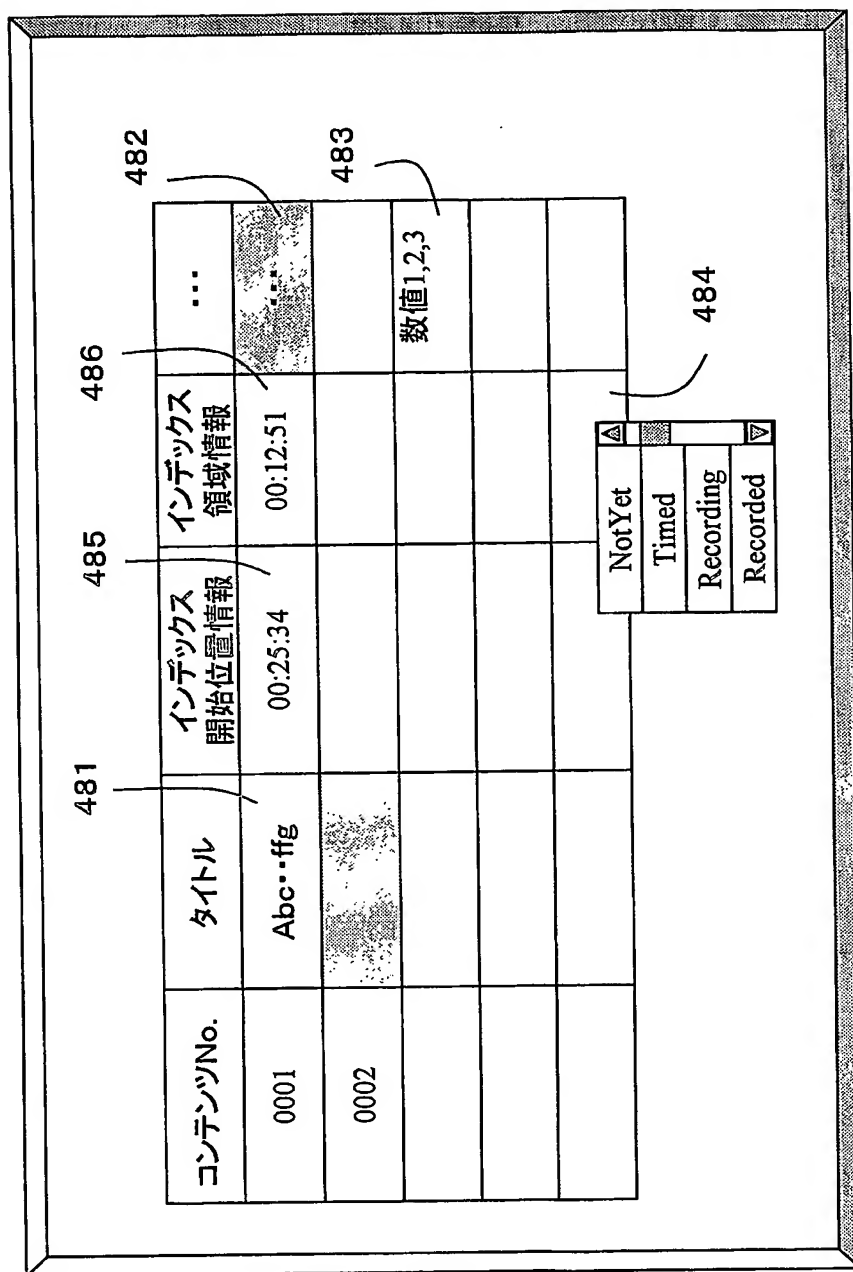 481
485
486
482
コンテンツNo.
タイトル
インデックス
開始位置情報
インデックス
領域情報
•••
0001
Abc••ffg
00:25:34
00:12:51
•••
0002
数値1,2,3
483
484
NotYet
Timed
Recording
Recorded